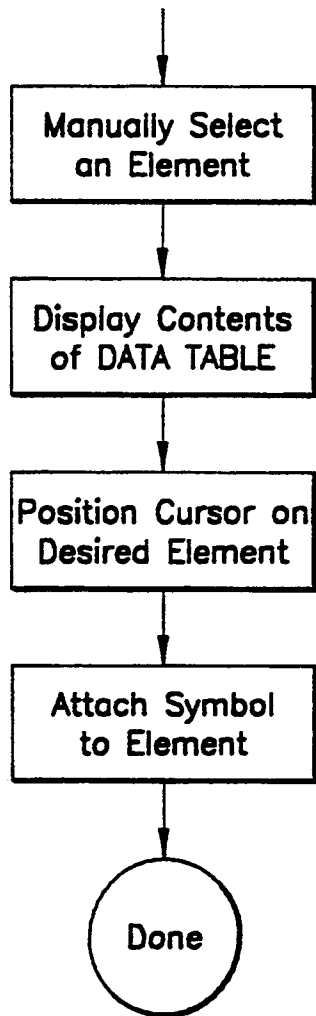 Manually Select
an Element
Display Contents
of DATA TABLE
Position Cursor on
Desired Element
Attach Symbol
to Element
Done